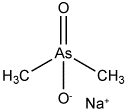 O
As
H₃C CH₃
O⁻ Na⁺